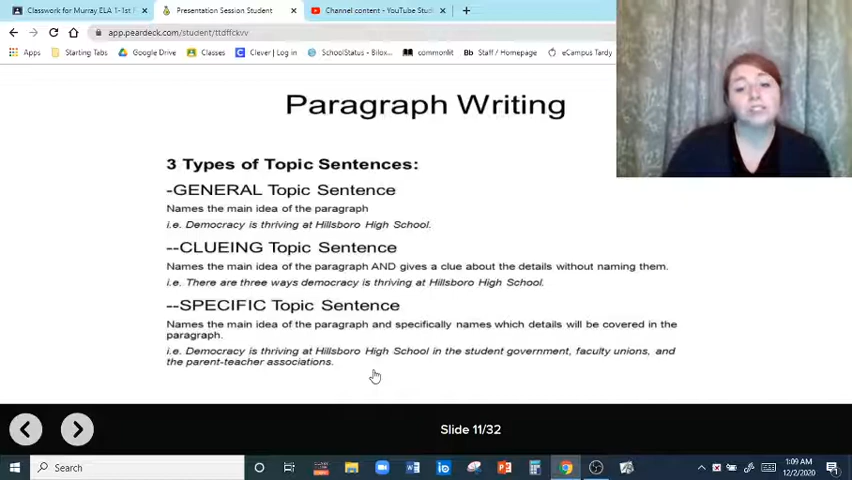 Classwork for Murray ELA 1-1st
Presentation Session Student
Channel content - YouTube Stud
app.peardeck.com/student/ttdffckvv
Apps
Starting Tabs
Google Drive
Classes
Clever | Log in
SchoolStatus - Bilox...
commonlit
Bb Staff / Homepage
eCampus Tardy
Paragraph Writing
3 Types of Topic Sentences:
-GENERAL Topic Sentence
Names the main idea of the paragraph
i.e. Democracy is thriving at Hillsboro High School.
--CLUEING Topic Sentence
Names the main idea of the paragraph AND gives a clue about the details without naming them.
i.e. There are three ways democracy is thriving at Hillsboro High School.
--SPECIFIC Topic Sentence
Names the main idea of the paragraph and specifically names which details will be covered in the
paragraph.
i.e. Democracy is thriving at Hillsboro High School in the student government, faculty unions, and
the parent-teacher associations.
Slide 11/32
Search
1:09 AM
12/2/2020